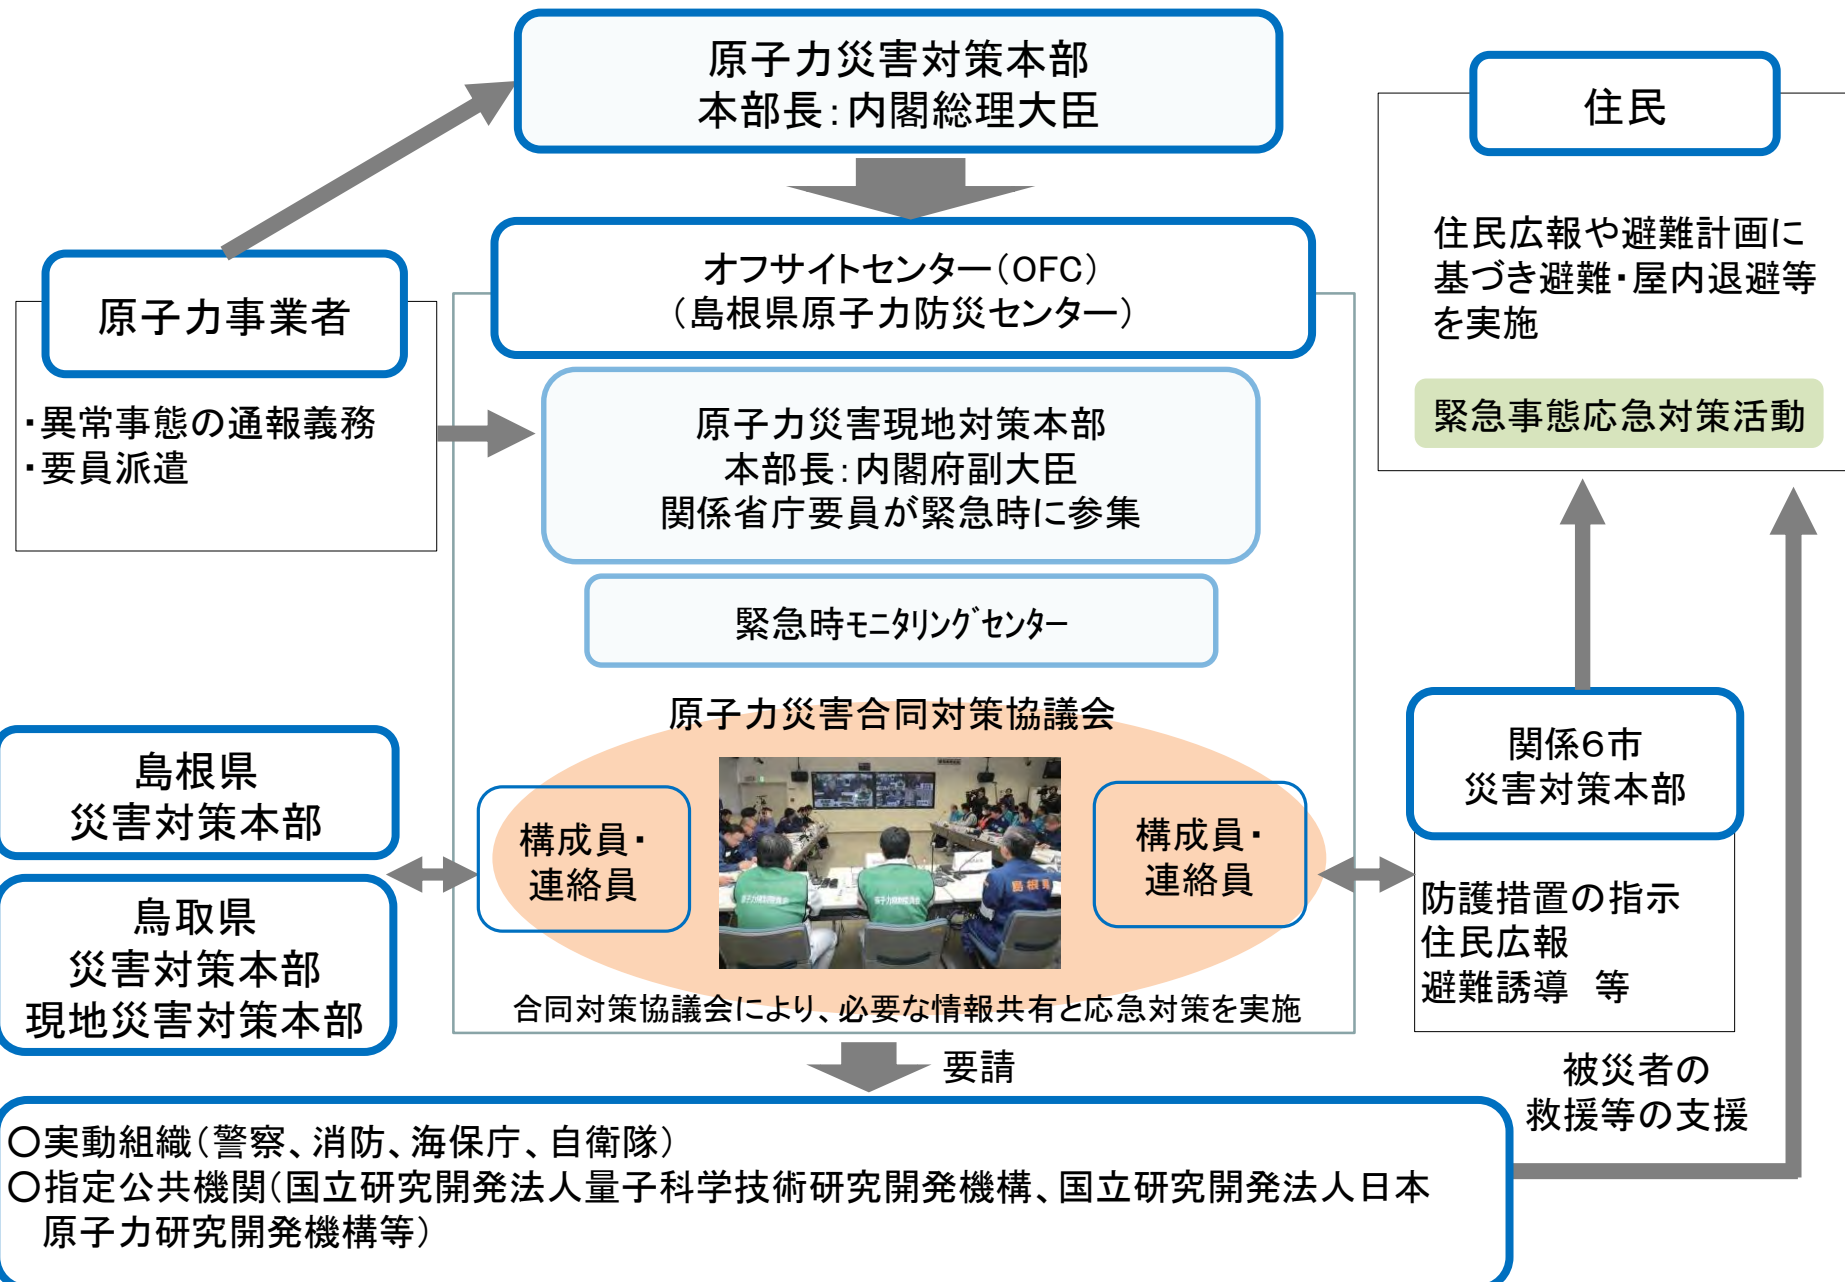 原子力災害対策本部
本部長：内閣総理大臣
住民
住民広報や避難計画に
基づき避難・屋内退避等
を実施
緊急事態応急対策活動
オフサイトセンター（OFC）
（島根県原子力防災センター）
原子力事業者
・異常事態の通報義務
・要員派遣
原子力災害現地対策本部
本部長：内閣府副大臣
関係省庁要員が緊急時に参集
緊急時ﾓﾆﾀﾘﾝｸﾞｾﾝﾀｰ
原子力災害合同対策協議会
島根県
災害対策本部
鳥取県
災害対策本部
現地災害対策本部
構成員・
連絡員
島根県
構成員・
連絡員
関係６市
災害対策本部
防護措置の指示
住民広報
避難誘導　等
合同対策協議会により、必要な情報共有と応急対策を実施
要請
被災者の
救援等の支援
○実動組織（警察、消防、海保庁、自衛隊）
○指定公共機関（国立研究開発法人量子科学技術研究開発機構、国立研究開発法人日本
原子力研究開発機構等）